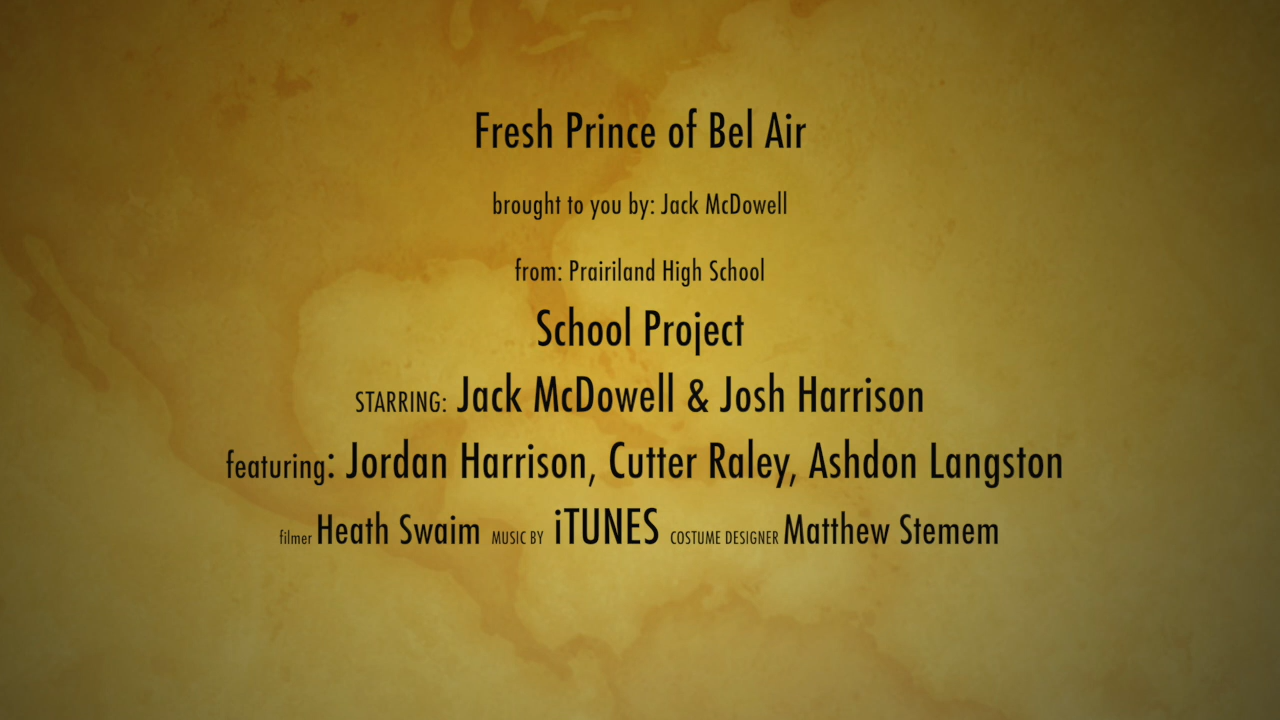 Fresh Prince of Bel Air
brought to you by: Jack McDowell
from: Prairiland High School
School Project
STARRING: Jack McDowell & Josh Harrison
featuring: Jordan Harrison, Cutter Raley, Ashdon Langston
filmer Heath Swaim MUSIC BY iTUNES COSTUME DESIGNER Matthew Stemem